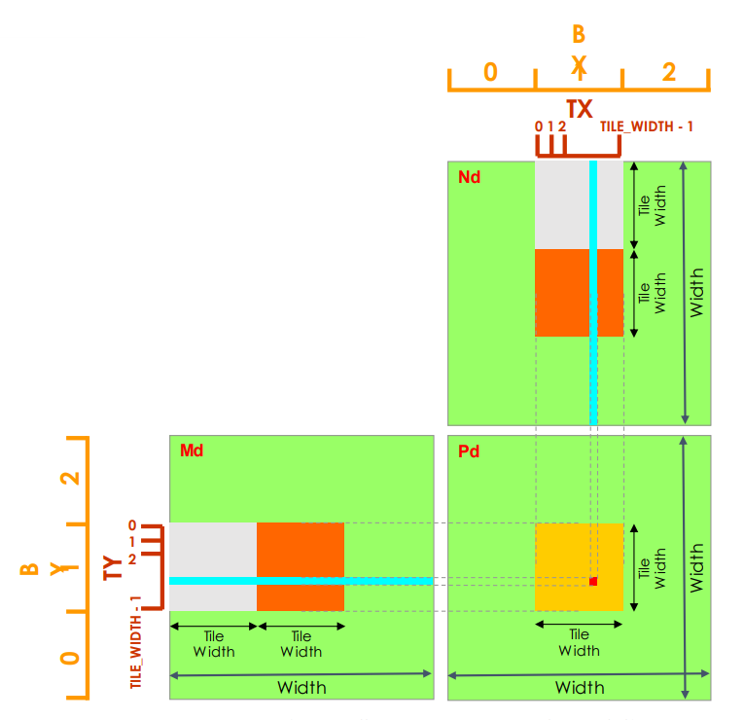 B
X
0 1 2
TX
0 1 2 TILE_WIDTH - 1
Nd
Tile
Width
Tile
Width
Width
Md
Pd
2
B
Y
1
0
TY
0
1
2
TILE_WIDTH - 1
Tile
Width
Width
Tile
Width
Tile
Width
Width
Tile
Width
Width